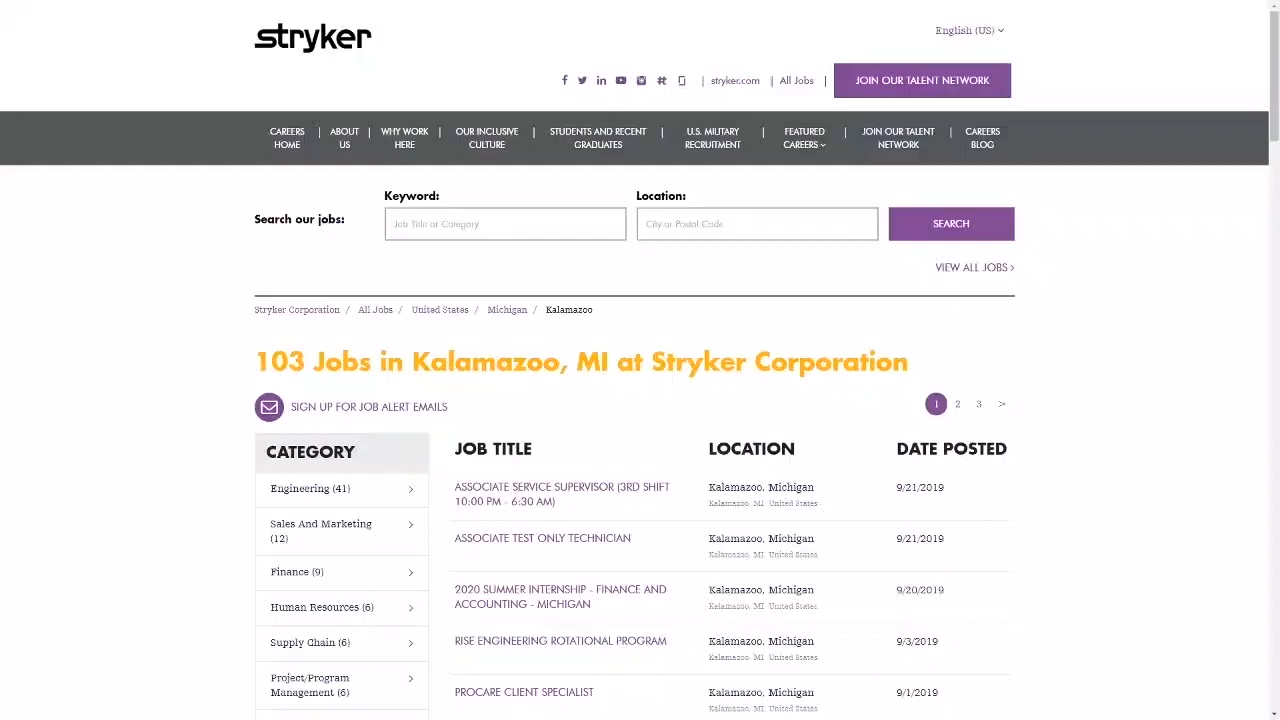 stryker
English (US)
stryker.com | All Jobs | JOIN OUR TALENT NETWORK
CAREERS HOME | ABOUT US | WHY WORK HERE | OUR INCLUSIVE CULTURE | STUDENTS AND RECENT GRADUATES | U.S. MILITARY RECRUITMENT | FEATURED CAREERS | JOIN OUR TALENT NETWORK | CAREERS BLOG
Keyword: Location:
Search our jobs: Job Title or Category City or Postal Code SEARCH
VIEW ALL JOBS >
Stryker Corporation / All Jobs / United States / Michigan / Kalamazoo
103 Jobs in Kalamazoo, MI at Stryker Corporation
SIGN UP FOR JOB ALERT EMAILS
1 2 3 >
CATEGORY
Engineering (41)
Sales And Marketing
(12)
Finance (9)
Human Resources (6)
Supply Chain (6)
Project/Program
Management (6)
JOB TITLE LOCATION DATE POSTED
ASSOCIATE SERVICE SUPERVISOR (3RD SHIFT Kalamazoo, Michigan 9/21/2019
10:00 PM - 6:30 AM) Kalamazoo, MI United States
ASSOCIATE TEST ONLY TECHNICIAN Kalamazoo, Michigan 9/21/2019
Kalamazoo, MI United States
2020 SUMMER INTERNSHIP - FINANCE AND Kalamazoo, Michigan 9/20/2019
ACCOUNTING - MICHIGAN Kalamazoo, MI United States
RISE ENGINEERING ROTATIONAL PROGRAM Kalamazoo, Michigan 9/3/2019
Kalamazoo, MI United States
PROCARE CLIENT SPECIALIST Kalamazoo, Michigan 9/1/2019
Kalamazoo, MI United States